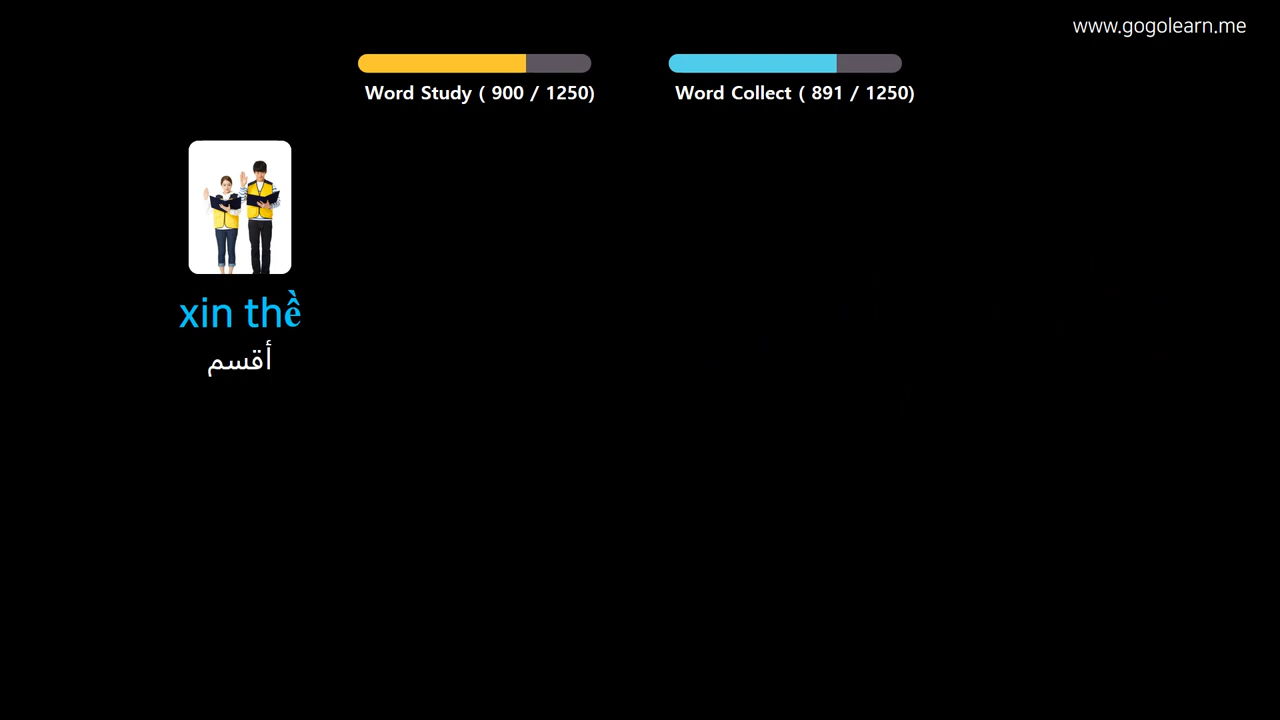 www.gogolearn.me
Word Study ( 900 / 1250)
Word Collect ( 891 / 1250)
xin thề
أقسم